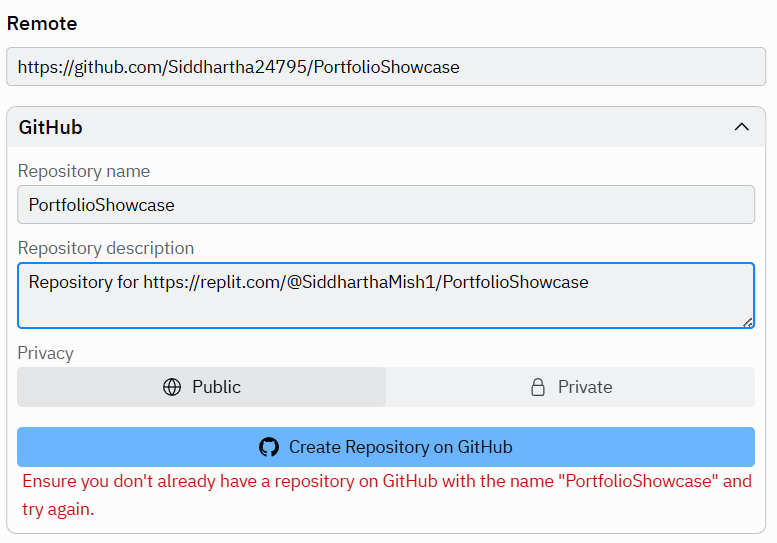 Remote
https://github.com/Siddhartha24795/PortfolioShowcase
GitHub
Repository name
PortfolioShowcase
Repository description
Repository for https://replit.com/@SiddharthaMish1/PortfolioShowcase
Privacy
Public
Private
Create Repository on GitHub
Ensure you don't already have a repository on GitHub with the name "PortfolioShowcase" and
try again.